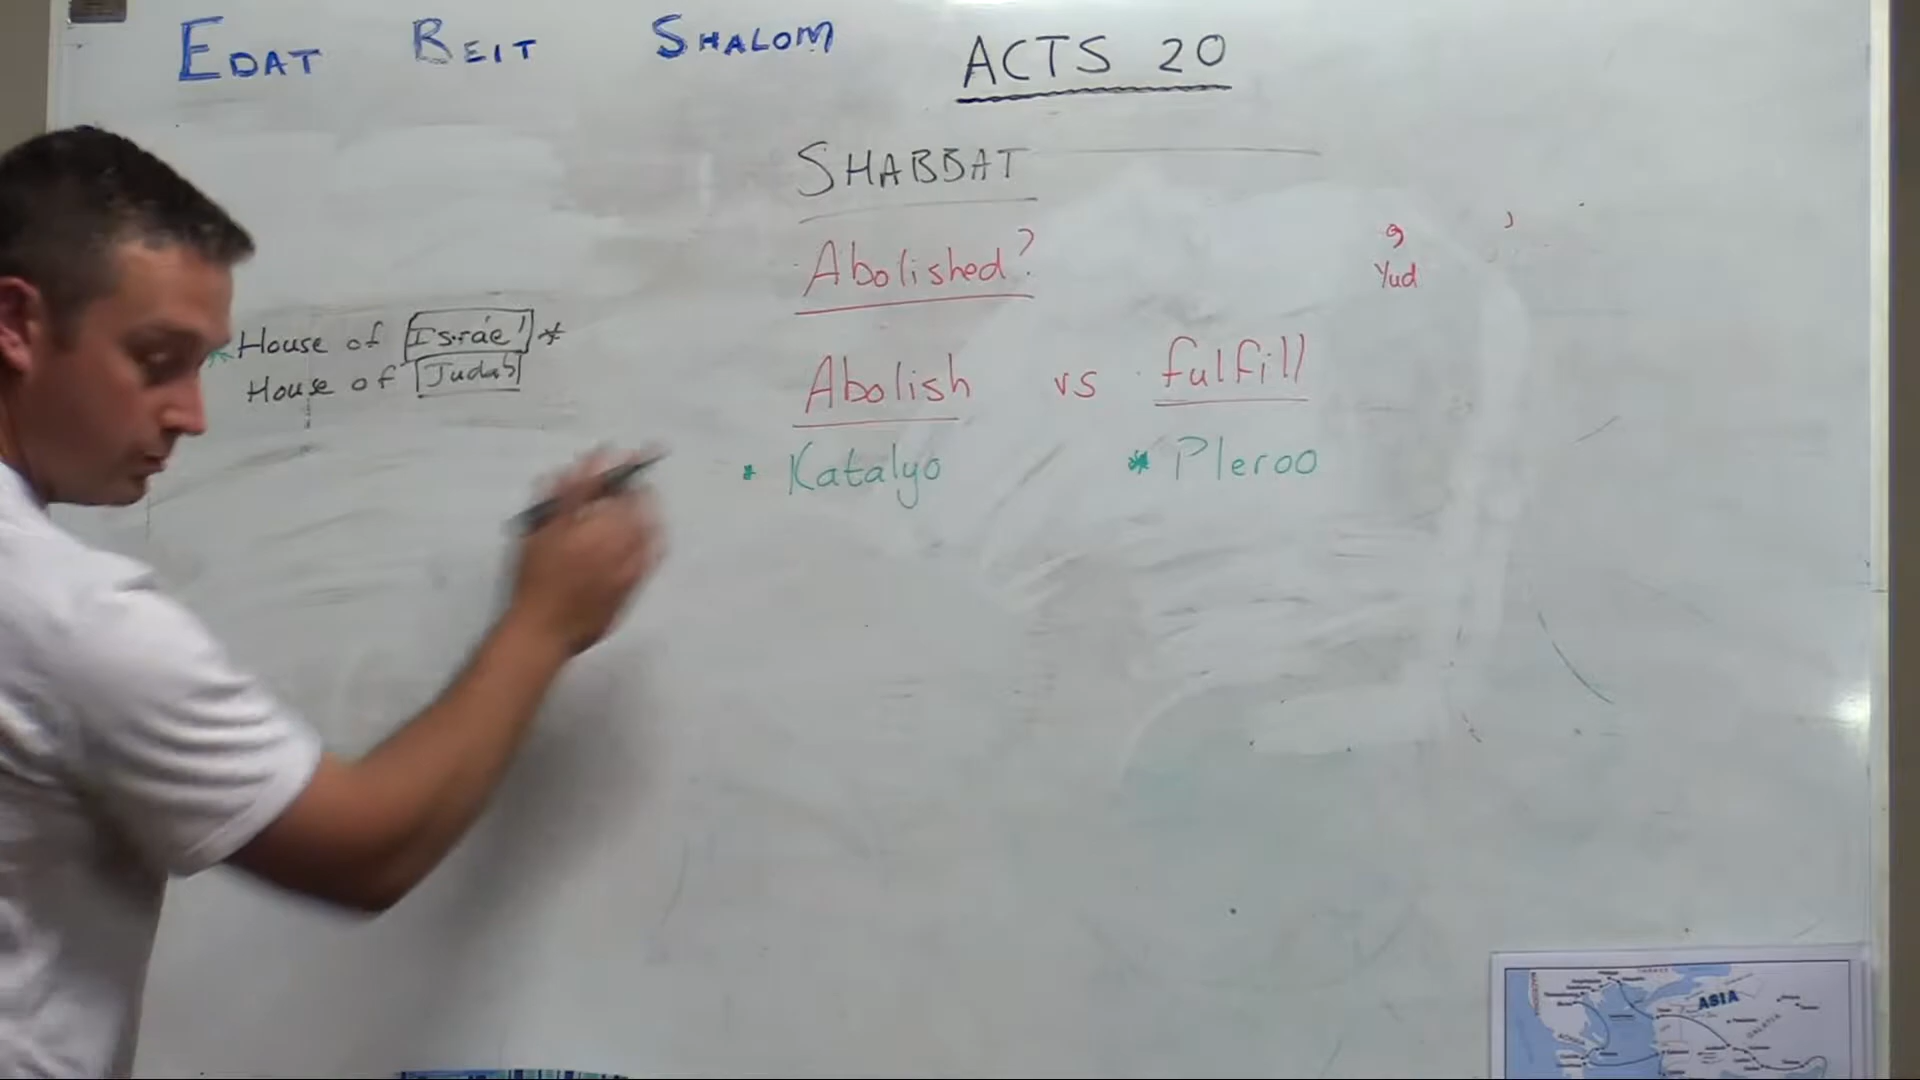 EDAT BEIT SHALOM
ACTS 20
SHABBAT
Abolished?
Yud
House of Israel *
House of Judah
Abolish vs fulfill
* Katalyo * Pleroo
ASIA